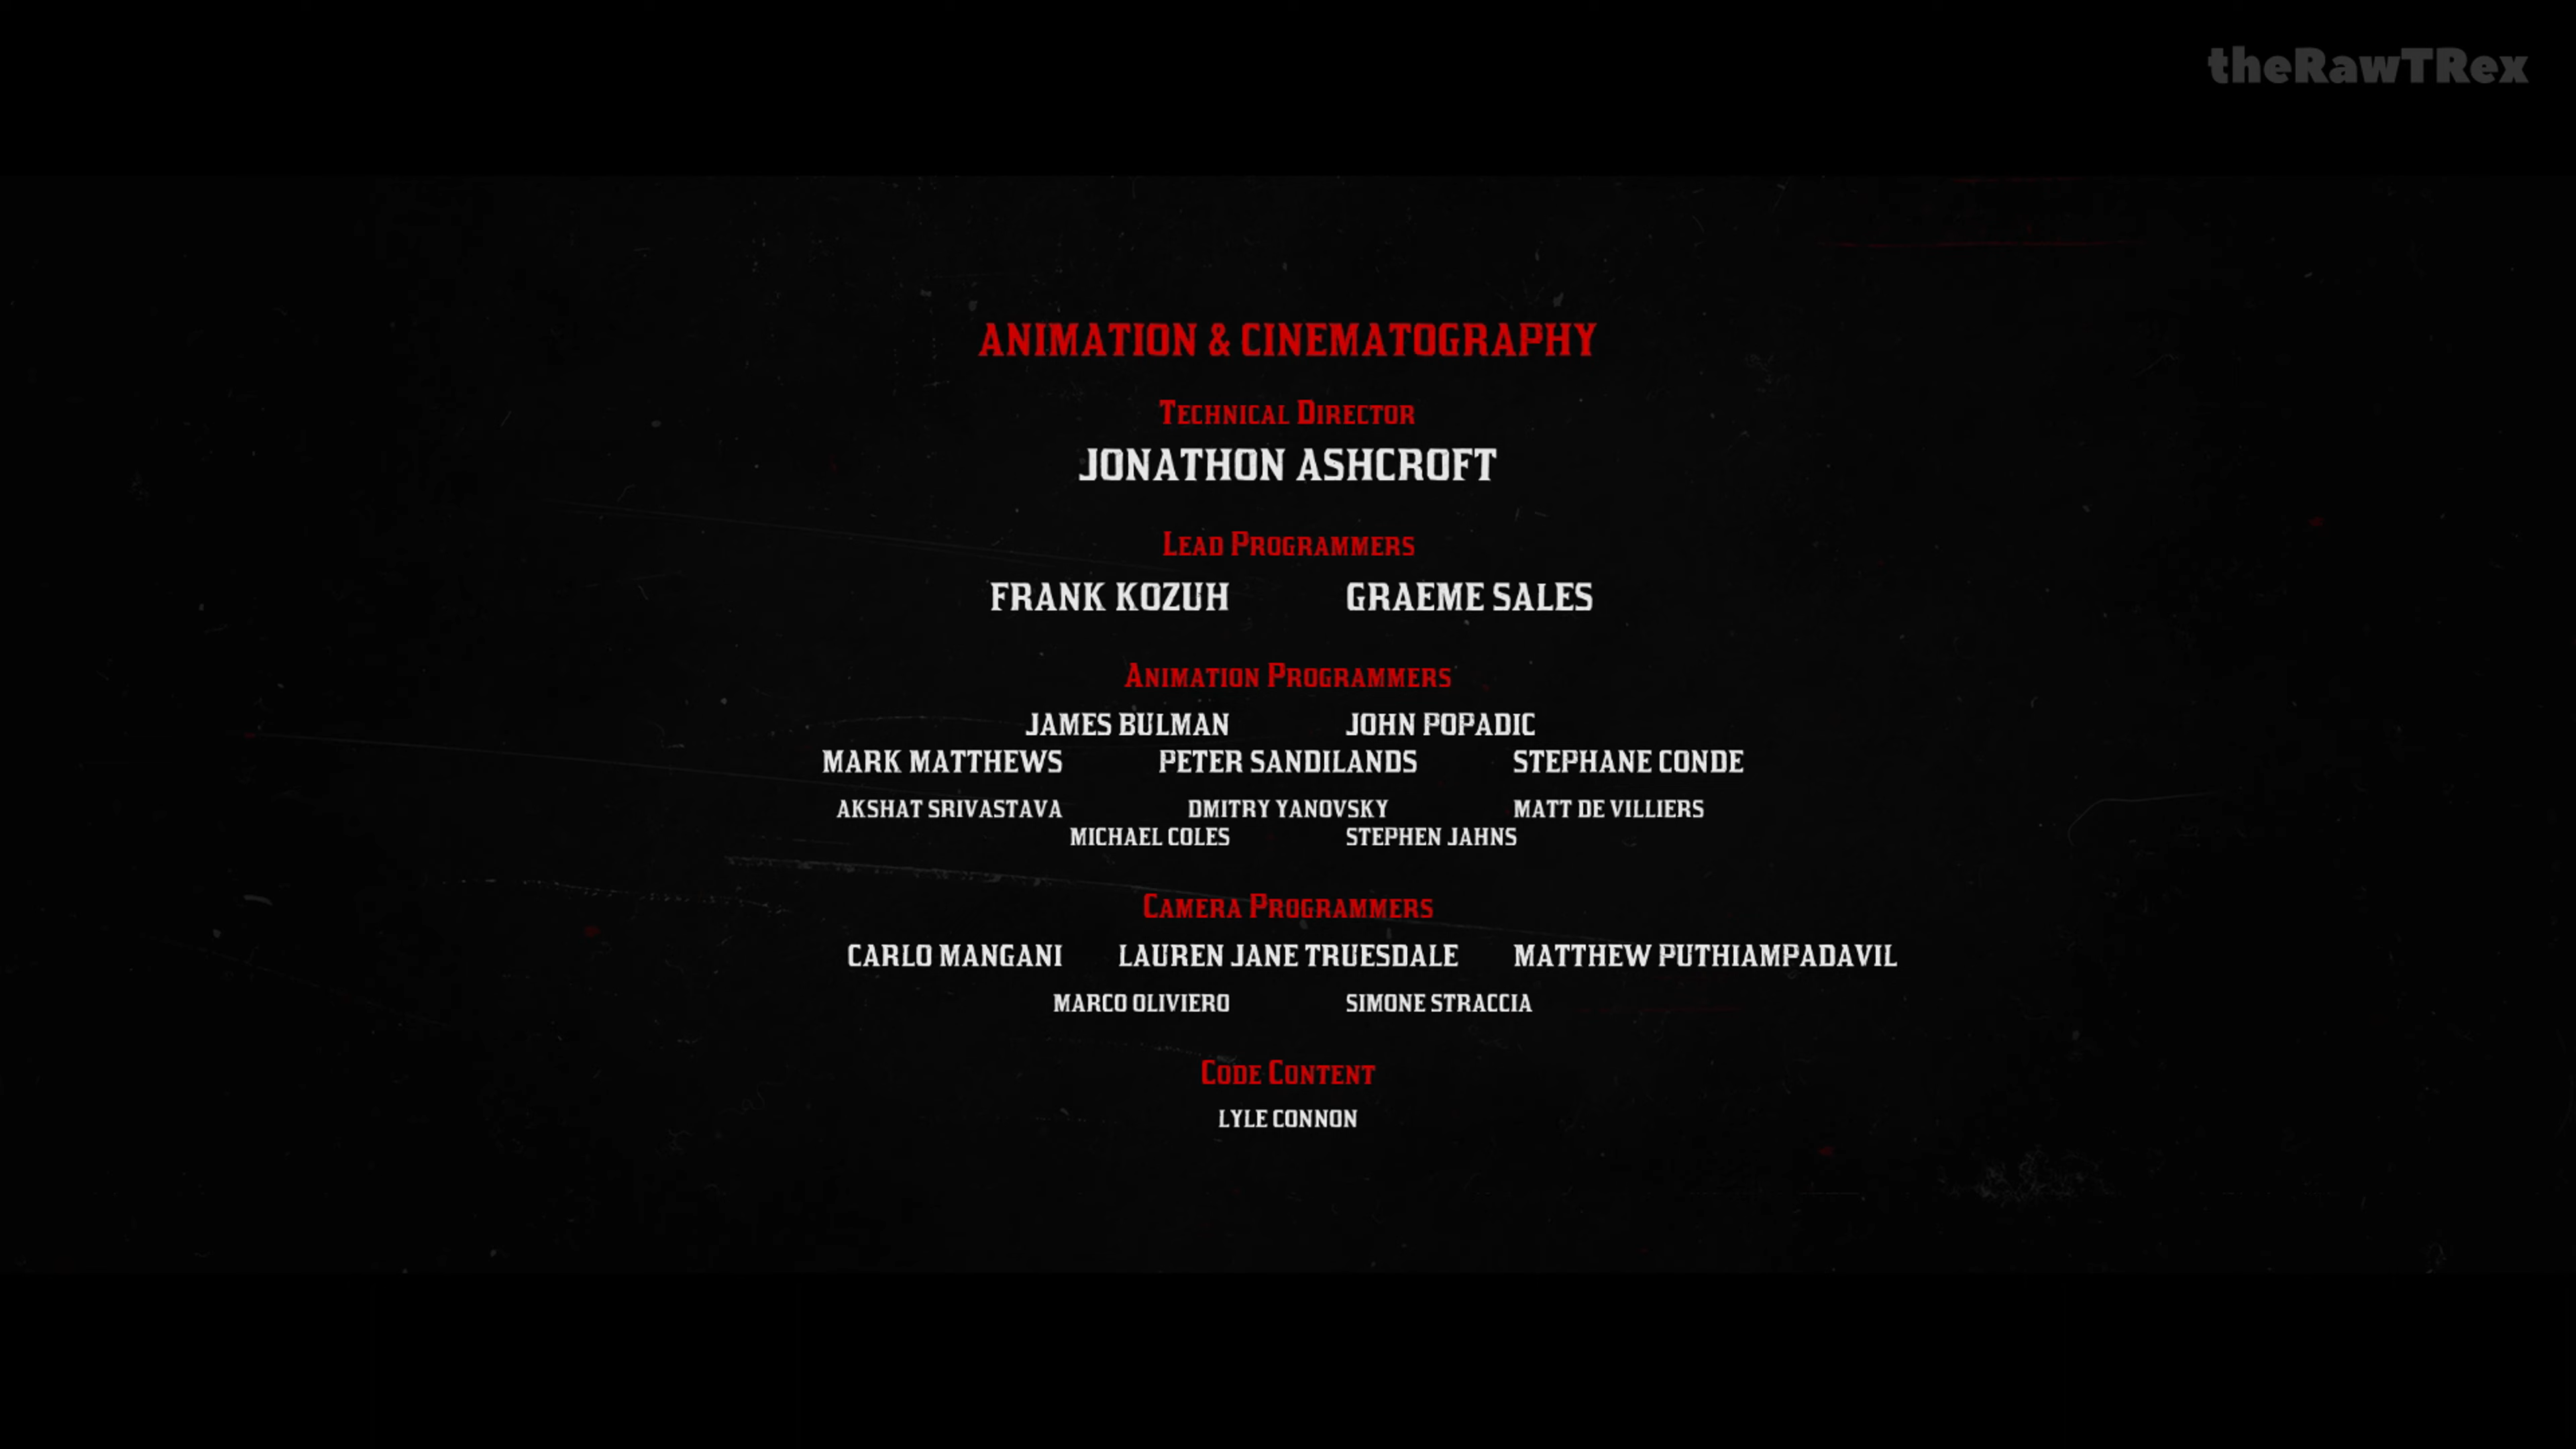 theRawTRex
ANIMATION & CINEMATOGRAPHY
TECHNICAL DIRECTOR
JONATHON ASHCROFT
LEAD PROGRAMMERS
FRANK KOZUH GRAEME SALES
ANIMATION PROGRAMMERS
JAMES BULMAN JOHN POPADIC
MARK MATTHEWS PETER SANDILANDS STEPHANE CONDE
AKSHAT SRIVASTAVA DMITRY YANOVSKY MATT DE VILLIERS
MICHAEL COLES STEPHEN JAHNS
CAMERA PROGRAMMERS
CARLO MANGANI LAUREN JANE TRUESDALE MATTHEW PUTHIAMPADAVIL
MARCO OLIVIERO SIMONE STRACCIA
CODE CONTENT
LYLE CONNON